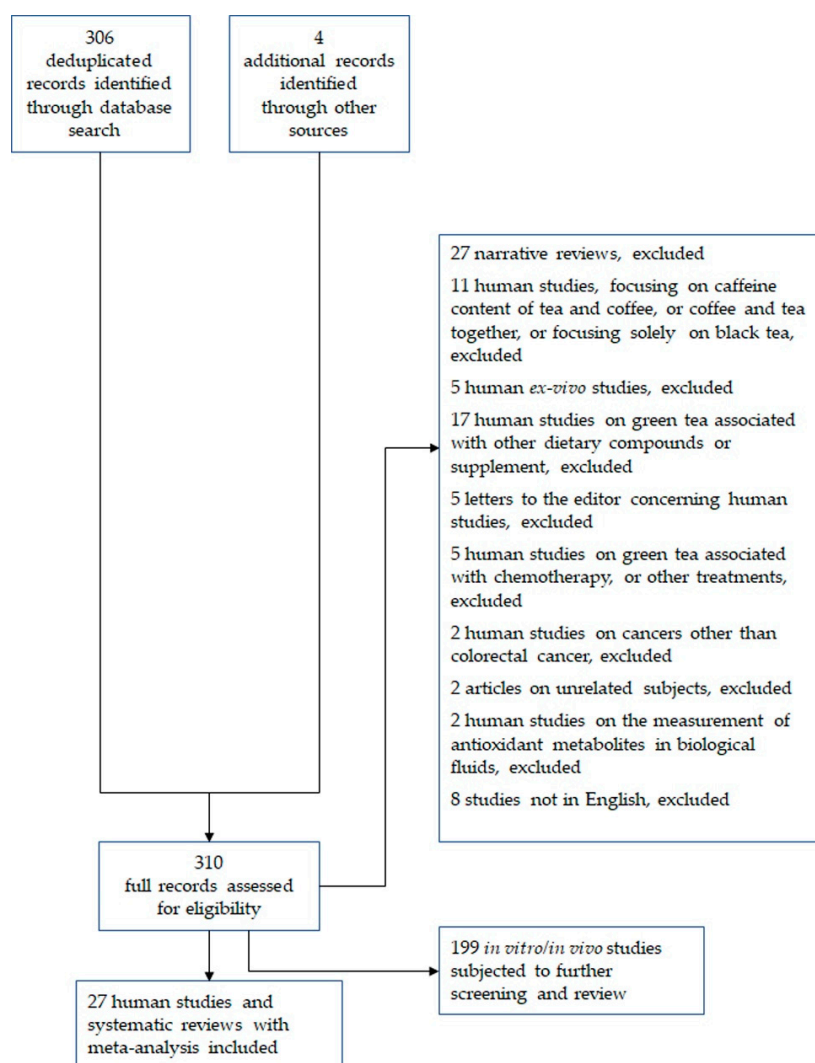 306
deduplicated
records identified
through database
search
4
additional records
identified
through other
sources
27 narrative reviews, excluded
11 human studies, focusing on caffeine
content of tea and coffee, or coffee and tea
together, or focusing solely on black tea,
excluded
5 human ex-vivo studies, excluded
17 human studies on green tea associated
with other dietary compounds or
supplement, excluded
5 letters to the editor concerning human
studies, excluded
5 human studies on green tea associated
with chemotherapy, or other treatments,
excluded
2 human studies on cancers other than
colorectal cancer, excluded
2 articles on unrelated subjects, excluded
2 human studies on the measurement of
antioxidant metabolites in biological
fluids, excluded
8 studies not in English, excluded
310
full records assessed
for eligibility
199 in vitro/in vivo studies
subjected to further
screening and review
27 human studies and
systematic reviews with
meta-analysis included